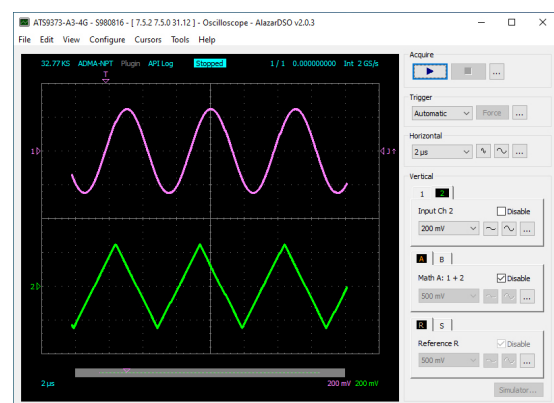 ATS9373-A3-4G - S980816 - [ 7.5.2 7.5.0 31.12 ] - Oscilloscope - AlazarDSO v2.0.3
File Edit View Configure Cursors Tools Help
32.77 KS ADMA-NPT Plugin API Log Stopped 1 / 1 0.000000000 Int 2 GS/s
T
1
J
2
2 µs 200 mV 200 mV
Acquire
...
Trigger
Automatic Force ...
Horizontal
2 µs ...
Vertical
1 2
Input Ch 2 Disable
200 mV ...
A B
Math A: 1 + 2 Disable
500 mV ...
R S
Reference R Disable
500 mV ...
Simulator...